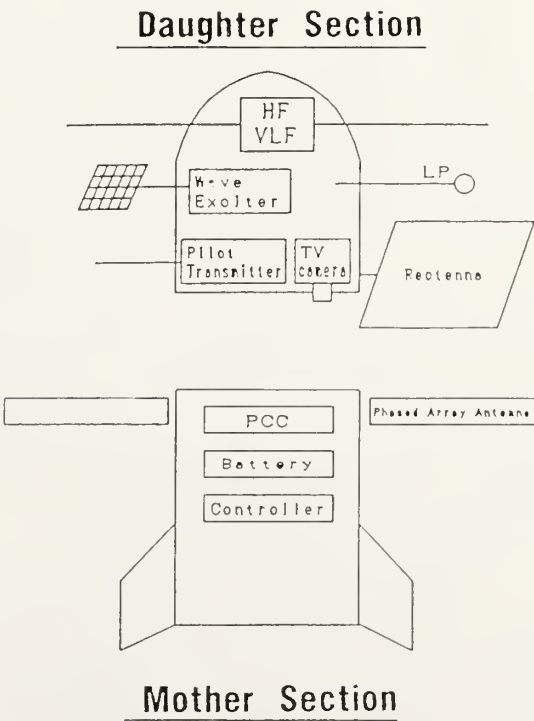 Daughter Section
HF
VLF
LP
Wave
Exciter
Pilot
Transmitter
TV
camera
Rectenna
PCC
Phased Array Antenna
Battery
Controller
Mother Section